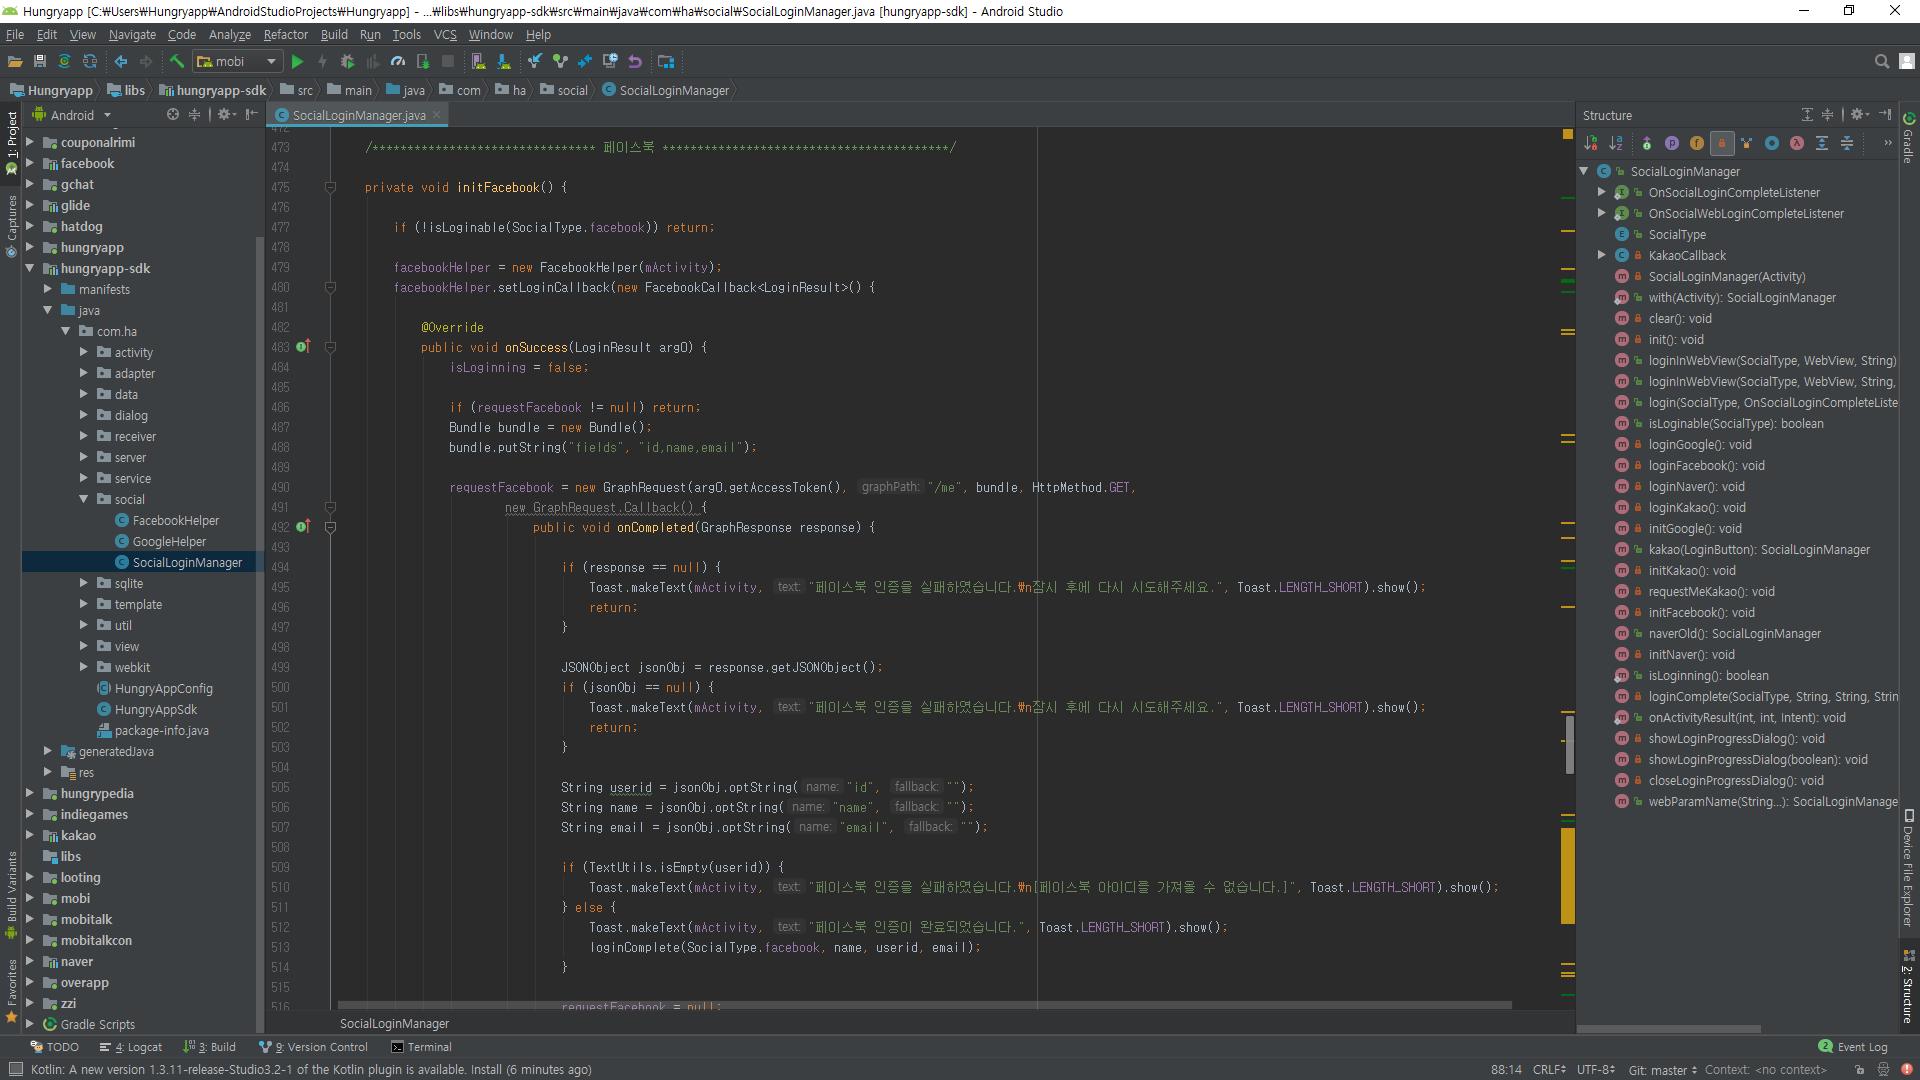 Hungryapp [C:₩Users₩Hungryapp₩AndroidStudioProjects₩Hungryapp] - ...₩libs₩hungryapp-sdk₩src₩main₩java₩com₩ha₩social₩SocialLoginManager.java [hungryapp-sdk] - Android Studio
File Edit View Navigate Code Analyze Refactor Build Run Tools VCS Window Help
mobi
Hungryapp libs hungryapp-sdk src main java com ha social SocialLoginManager
1: Project
Captures
Build Variants
Favorites
Android
couponalrimi
facebook
gchat
glide
hatdog
hungryapp
hungryapp-sdk
manifests
java
com.ha
activity
adapter
data
dialog
receiver
server
service
social
FacebookHelper
GoogleHelper
SocialLoginManager
sqlite
template
util
view
webkit
HungryAppConfig
HungryAppSdk
package-info.java
generatedJava
res
hungrypedia
indiegames
kakao
libs
looting
mobi
mobitalk
mobitalkcon
naver
overapp
zzi
Gradle Scripts
SocialLoginManager.java
472
473 /******************************** 페이스북 *****************************************/
474
475 private void initFacebook() {
476
477 if (!isLoginable(SocialType.facebook)) return;
478
479 facebookHelper = new FacebookHelper(mActivity);
480 facebookHelper.setLoginCallback(new FacebookCallback<LoginResult>() {
481
482 @Override
483 public void onSuccess(LoginResult arg0) {
484 isLoginning = false;
485
486 if (requestFacebook != null) return;
487 Bundle bundle = new Bundle();
488 bundle.putString("fields", "id,name,email");
489
490 requestFacebook = new GraphRequest(arg0.getAccessToken(), graphPath: "/me", bundle, HttpMethod.GET,
491 new GraphRequest.Callback() {
492 public void onCompleted(GraphResponse response) {
493
494 if (response == null) {
495 Toast.makeText(mActivity, text: "페이스북 인증을 실패하였습니다.₩n잠시 후에 다시 시도해주세요.", Toast.LENGTH_SHORT).show();
496 return;
497 }
498
499 JSONObject jsonObj = response.getJSONObject();
500 if (jsonObj == null) {
501 Toast.makeText(mActivity, text: "페이스북 인증을 실패하였습니다.₩n잠시 후에 다시 시도해주세요.", Toast.LENGTH_SHORT).show();
502 return;
503 }
504
505 String userid = jsonObj.optString( name: "id", fallback: "");
506 String name = jsonObj.optString( name: "name", fallback: "");
507 String email = jsonObj.optString( name: "email", fallback: "");
508
509 if (TextUtils.isEmpty(userid)) {
510 Toast.makeText(mActivity, text: "페이스북 인증을 실패하였습니다.₩n[페이스북 아이디를 가져올 수 없습니다.]", Toast.LENGTH_SHORT).show();
511 } else {
512 Toast.makeText(mActivity, text: "페이스북 인증이 완료되었습니다.", Toast.LENGTH_SHORT).show();
513 loginComplete(SocialType.facebook, name, userid, email);
514 }
515
516 requestFacebook = null;
SocialLoginManager
Structure
SocialLoginManager
OnSocialLoginCompleteListener
OnSocialWebLoginCompleteListener
SocialType
KakaoCallback
SocialLoginManager(Activity)
with(Activity): SocialLoginManager
clear(): void
init(): void
loginInWebView(SocialType, WebView, String)
loginInWebView(SocialType, WebView, String,
login(SocialType, OnSocialLoginCompleteListe
isLoginable(SocialType): boolean
loginGoogle(): void
loginFacebook(): void
loginNaver(): void
loginKakao(): void
initGoogle(): void
kakao(LoginButton): SocialLoginManager
initKakao(): void
requestMeKakao(): void
initFacebook(): void
naverOld(): SocialLoginManager
initNaver(): void
isLoginning(): boolean
loginComplete(SocialType, String, String, Strin
onActivityResult(int, int, Intent): void
showLoginProgressDialog(): void
showLoginProgressDialog(boolean): void
closeLoginProgressDialog(): void
webParamName(String...): SocialLoginManage
Gradle
Device File Explorer
2: Structure
TODO 4: Logcat 3: Build 9: Version Control Terminal 2 Event Log
Kotlin: A new version 1.3.11-release-Studio3.2-1 of the Kotlin plugin is available. Install (6 minutes ago) 88:14 CRLF UTF-8 Git: master Context: <no context>